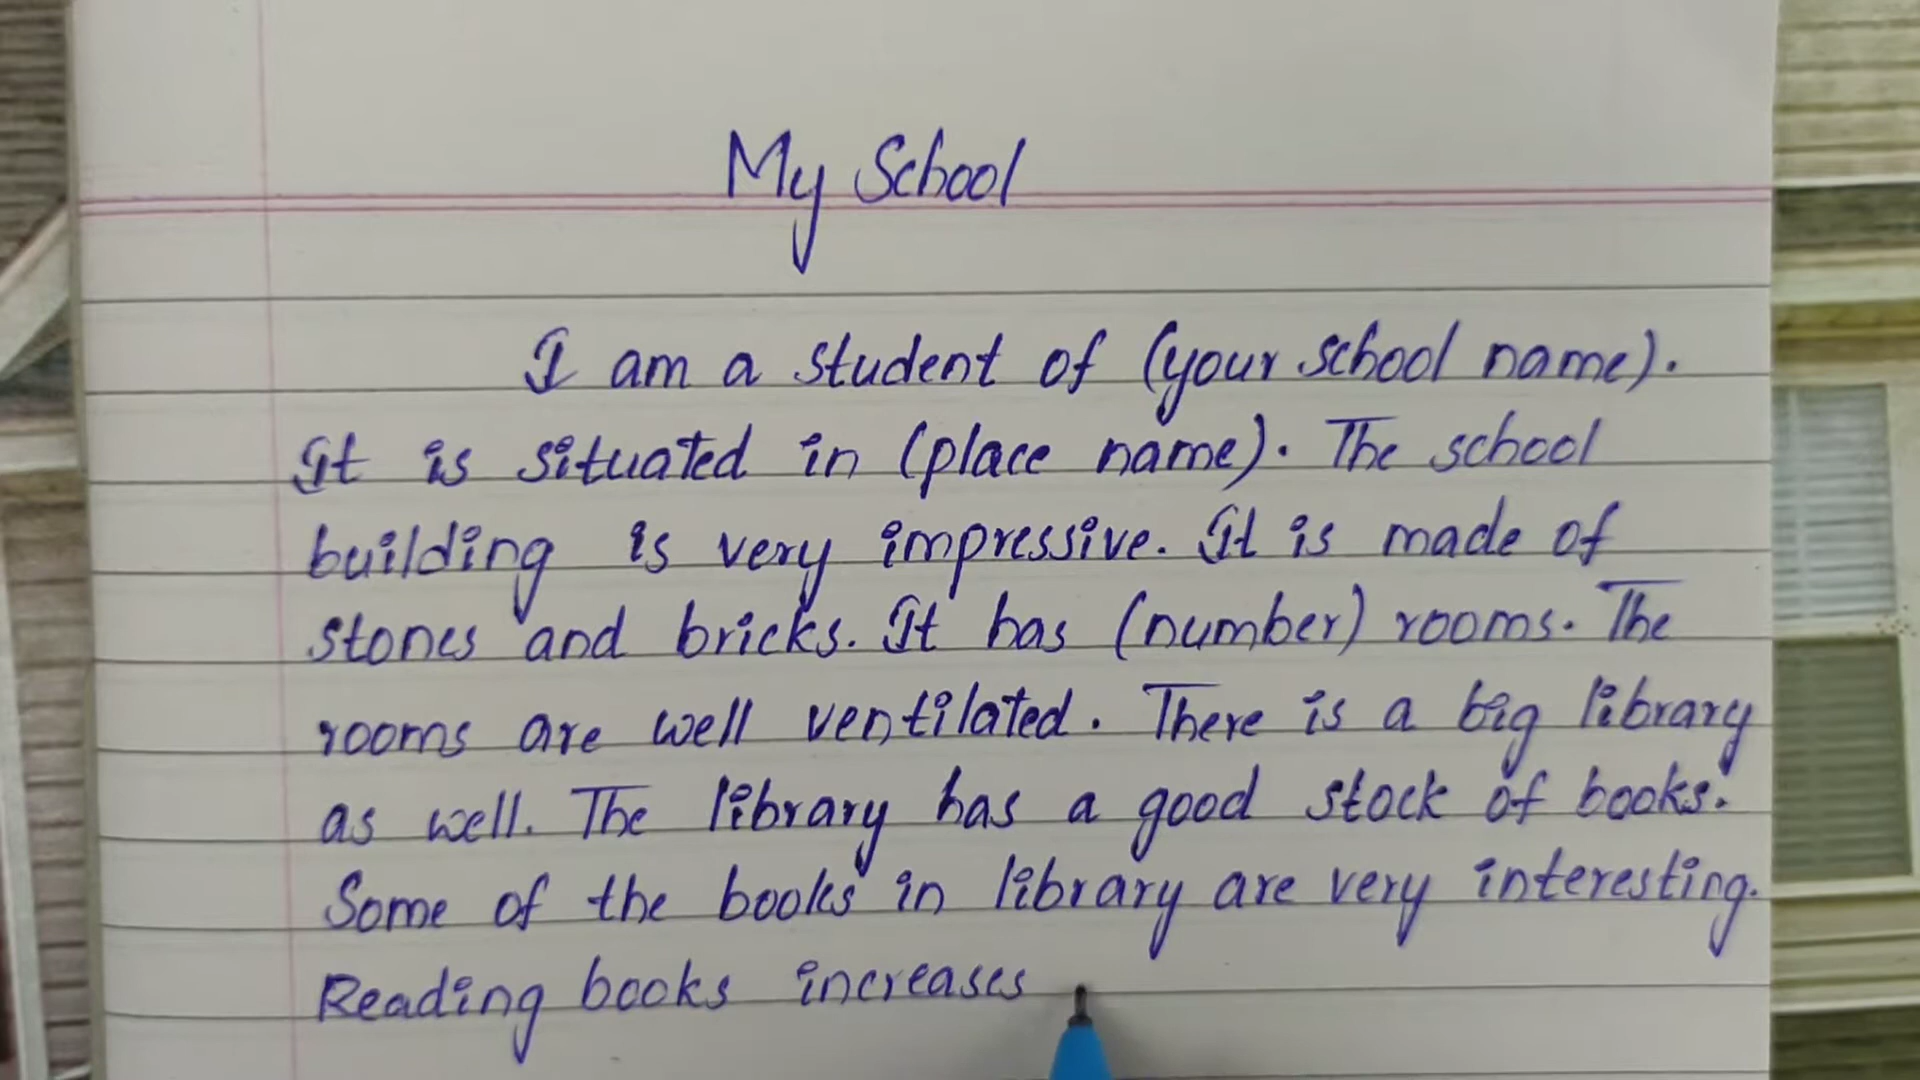 My School
I am a student of (your school name).
It is situated in (place name). The school
building is very impressive. It is made of
stones and bricks. It has (number) rooms. The
rooms are well ventilated. There is a big library
as well. The library has a good stock of books.
Some of the books in library are very interesting.
Reading books increases